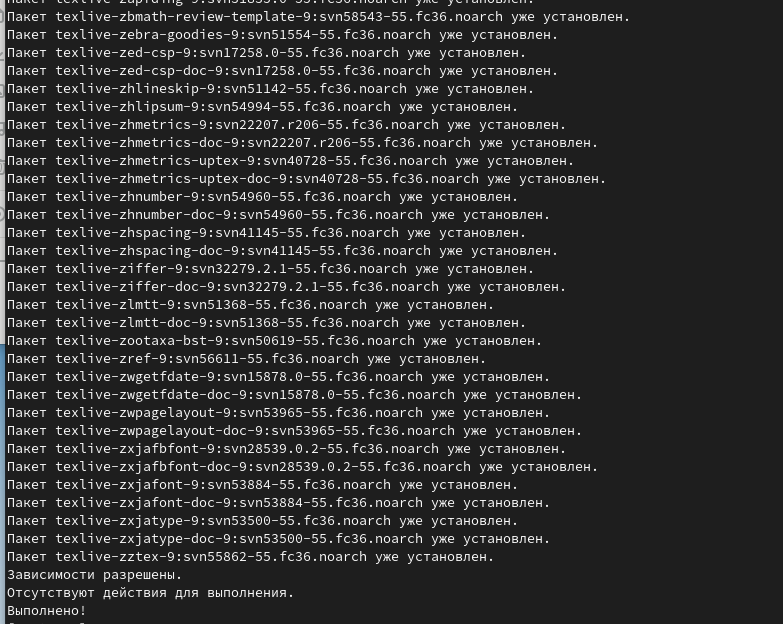 Пакет texlive-zbmath-review-template-9:svn58543-55.fc36.noarch уже установлен.
Пакет texlive-zebra-goodies-9:svn51554-55.fc36.noarch уже установлен.
Пакет texlive-zed-csp-9:svn17258.0-55.fc36.noarch уже установлен.
Пакет texlive-zed-csp-doc-9:svn17258.0-55.fc36.noarch уже установлен.
Пакет texlive-zhlineskip-9:svn51142-55.fc36.noarch уже установлен.
Пакет texlive-zhlipsum-9:svn54994-55.fc36.noarch уже установлен.
Пакет texlive-zhmetrics-9:svn22207.r206-55.fc36.noarch уже установлен.
Пакет texlive-zhmetrics-doc-9:svn22207.r206-55.fc36.noarch уже установлен.
Пакет texlive-zhmetrics-uptex-9:svn40728-55.fc36.noarch уже установлен.
Пакет texlive-zhmetrics-uptex-doc-9:svn40728-55.fc36.noarch уже установлен.
Пакет texlive-zhnumber-9:svn54960-55.fc36.noarch уже установлен.
Пакет texlive-zhnumber-doc-9:svn54960-55.fc36.noarch уже установлен.
Пакет texlive-zhspacing-9:svn41145-55.fc36.noarch уже установлен.
Пакет texlive-zhspacing-doc-9:svn41145-55.fc36.noarch уже установлен.
Пакет texlive-ziffer-9:svn32279.2.1-55.fc36.noarch уже установлен.
Пакет texlive-ziffer-doc-9:svn32279.2.1-55.fc36.noarch уже установлен.
Пакет texlive-zlmtt-9:svn51368-55.fc36.noarch уже установлен.
Пакет texlive-zlmtt-doc-9:svn51368-55.fc36.noarch уже установлен.
Пакет texlive-zootaxa-bst-9:svn50619-55.fc36.noarch уже установлен.
Пакет texlive-zref-9:svn56611-55.fc36.noarch уже установлен.
Пакет texlive-zwgetfdate-9:svn15878.0-55.fc36.noarch уже установлен.
Пакет texlive-zwgetfdate-doc-9:svn15878.0-55.fc36.noarch уже установлен.
Пакет texlive-zwpagelayout-9:svn53965-55.fc36.noarch уже установлен.
Пакет texlive-zwpagelayout-doc-9:svn53965-55.fc36.noarch уже установлен.
Пакет texlive-zxjafbfont-9:svn28539.0.2-55.fc36.noarch уже установлен.
Пакет texlive-zxjafbfont-doc-9:svn28539.0.2-55.fc36.noarch уже установлен.
Пакет texlive-zxjafont-9:svn53884-55.fc36.noarch уже установлен.
Пакет texlive-zxjafont-doc-9:svn53884-55.fc36.noarch уже установлен.
Пакет texlive-zxjatype-9:svn53500-55.fc36.noarch уже установлен.
Пакет texlive-zxjatype-doc-9:svn53500-55.fc36.noarch уже установлен.
Пакет texlive-zztex-9:svn55862-55.fc36.noarch уже установлен.
Зависимости разрешены.
Отсутствуют действия для выполнения.
Выполнено!